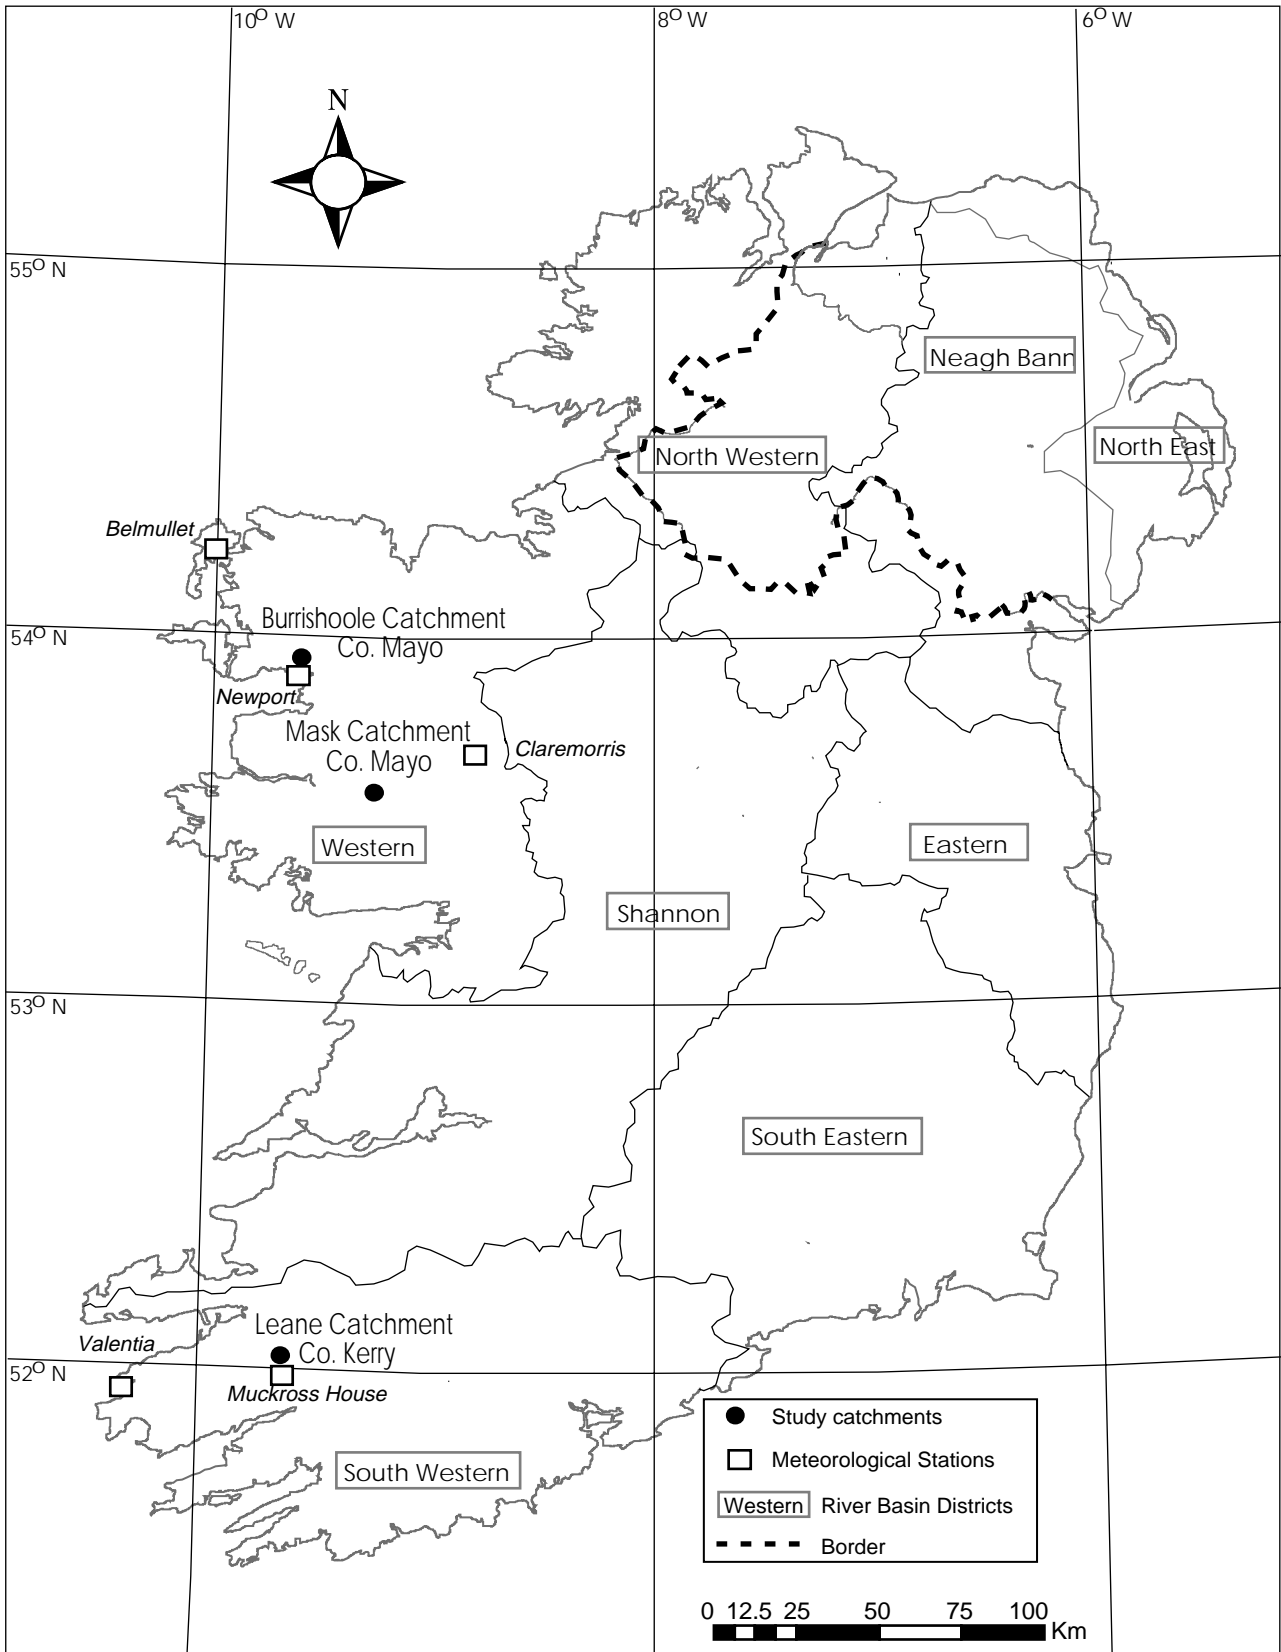 10O W
8O W
6O W
N
55O N
Neagh Bann
North Western
North East
Belmullet
Burrishoole Catchment
Co. Mayo
54O N
Newport
Mask Catchment
Co. Mayo
Claremorris
Western
Eastern
Shannon
53O N
South Eastern
Leane Catchment
Co. Kerry
Valentia
52O N
Muckross House
South Western
Study catchments
Meteorological Stations
Western River Basin Districts
Border
0 12.5 25 50 75 100
Km